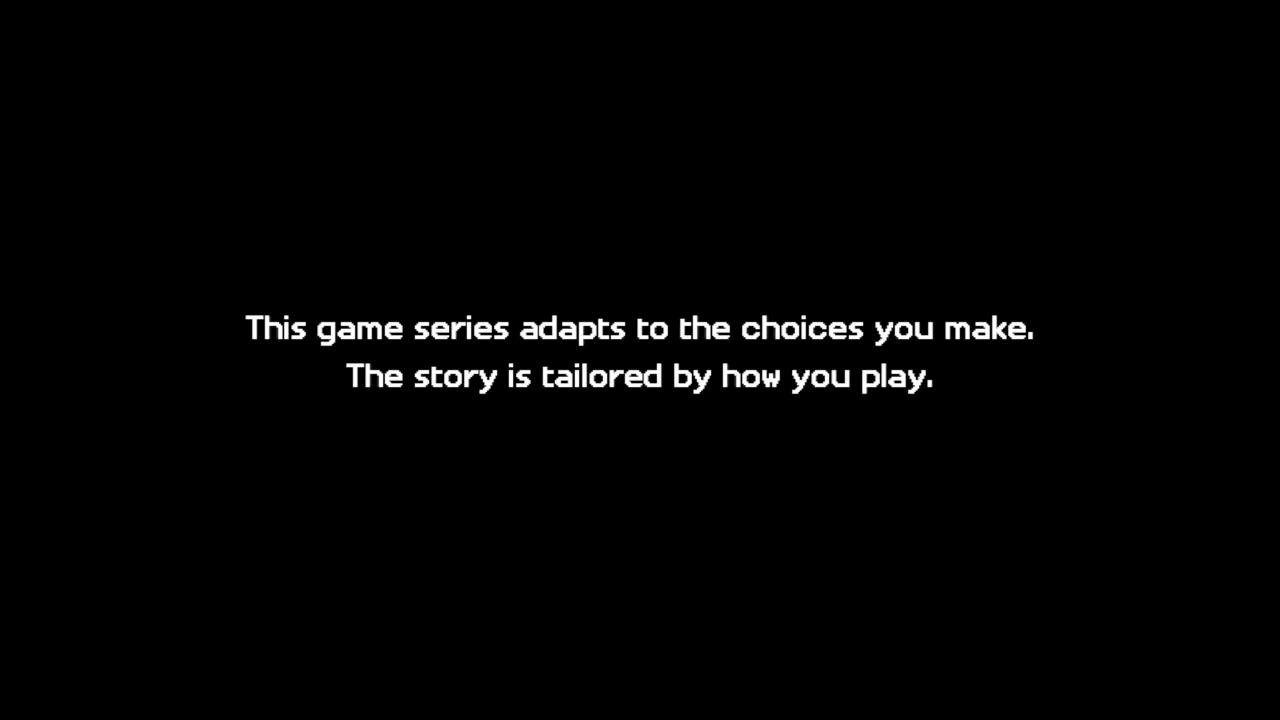 This game series adapts to the choices you make.
The story is tailored by how you play.